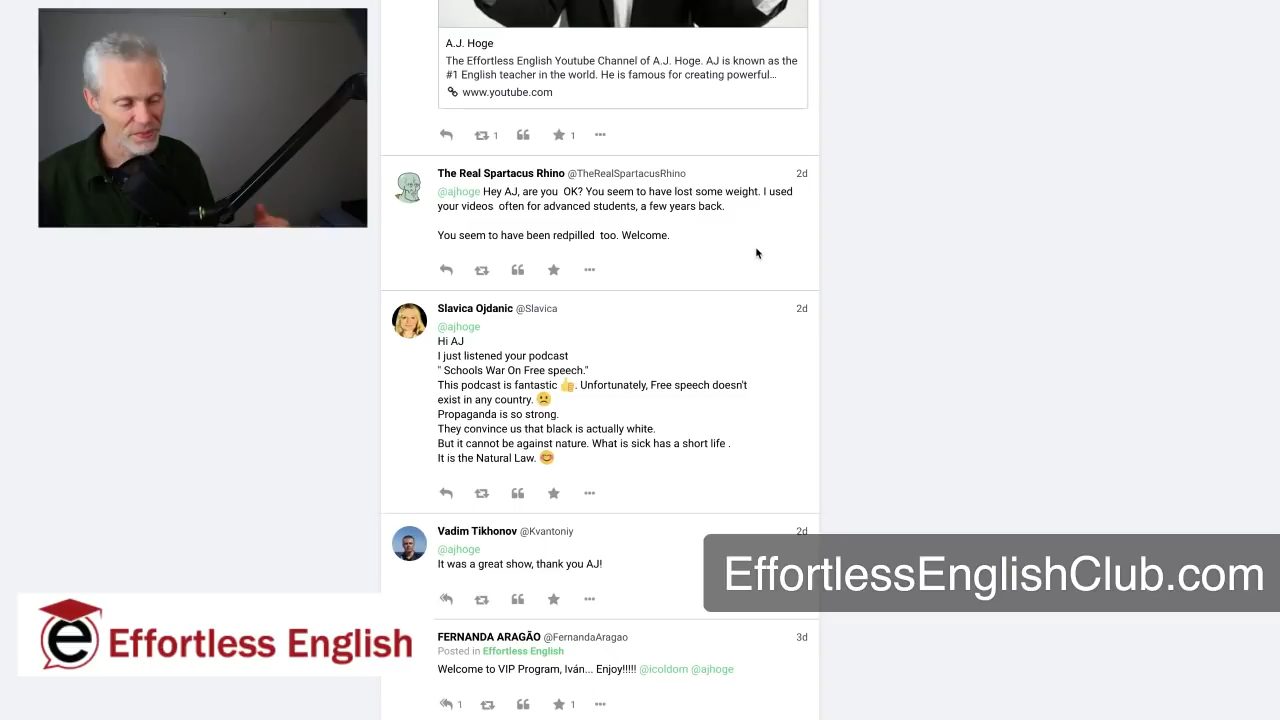 A.J. Hoge
The Effortless English Youtube Channel of A.J. Hoge. AJ is known as the
#1 English teacher in the world. He is famous for creating powerful...
www.youtube.com
1
1
The Real Spartacus Rhino @TheRealSpartacusRhino 2d
@ajhoge Hey AJ, are you OK? You seem to have lost some weight. I used
your videos often for advanced students, a few years back.
You seem to have been redpilled too. Welcome.
Slavica Ojdanic @Slavica 2d
@ajhoge
Hi AJ
I just listened your podcast
" Schools War On Free speech."
This podcast is fantastic 👍. Unfortunately, Free speech doesn't
exist in any country. ☹️
Propaganda is so strong.
They convince us that black is actually white.
But it cannot be against nature. What is sick has a short life .
It is the Natural Law. 😊
Vadim Tikhonov @Kvantoniy 2d
@ajhoge
It was a great show, thank you AJ!
EffortlessEnglishClub.com
e Effortless English
FERNANDA ARAGÃO @FernandaAragao 3d
Posted in Effortless English
Welcome to VIP Program, Iván... Enjoy!!!!! @icoldom @ajhoge
1
1